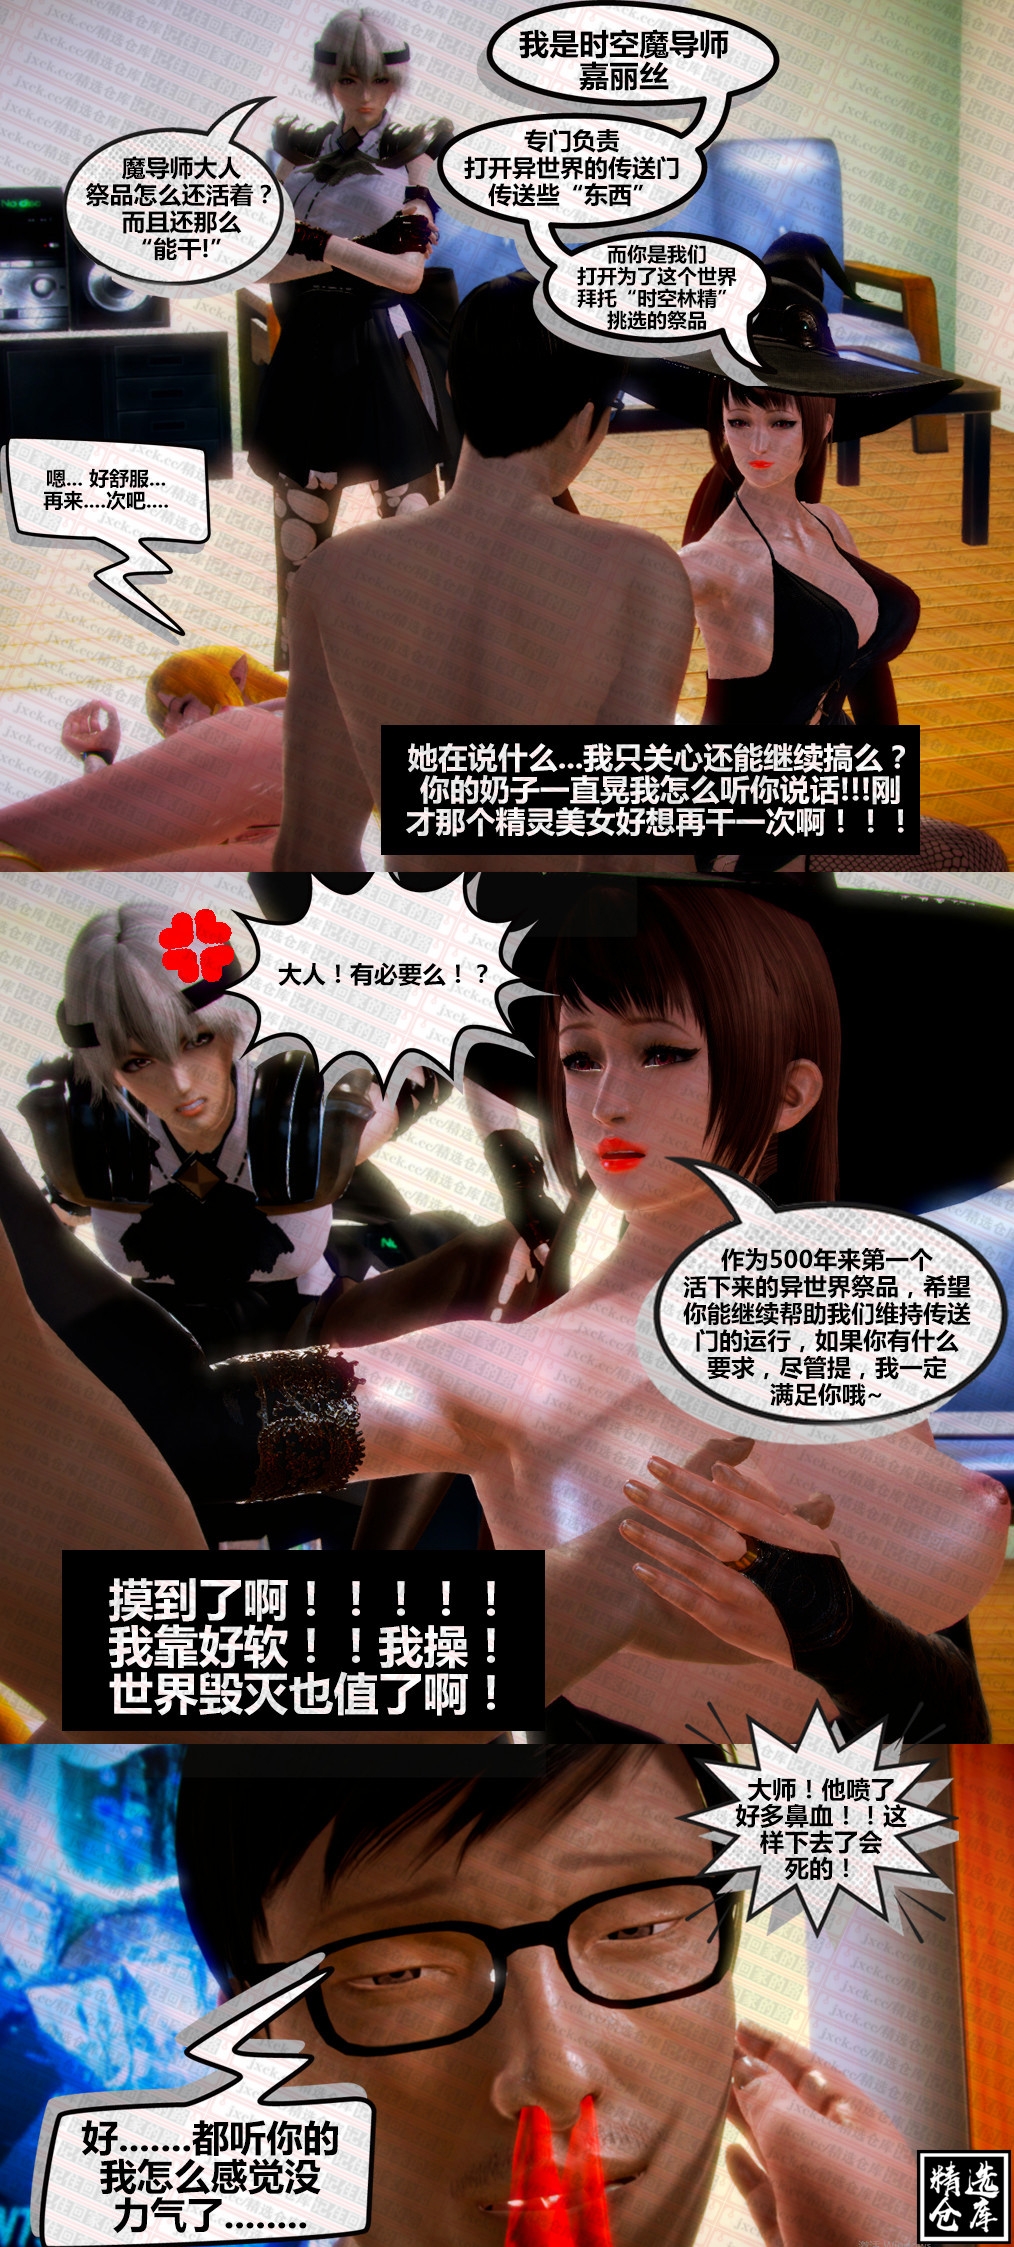 我是时空魔导师
嘉丽丝
专门负责
打开异世界的传送门
传送些“东西”
魔导师大人
祭品怎么还活着？
而且还那么
“能干!”
而你是我们
打开为了这个世界
拜托“时空林精”
挑选的祭品
No disc
嗯... 好舒服...
再来....次吧....
她在说什么...我只关心还能继续搞么？
你的奶子一直晃我怎么听你说话!!!刚
才那个精灵美女好想再干一次啊！！！
大人！有必要么！？
作为500年来第一个
活下来的异世界祭品，希望
你能继续帮助我们维持传送
门的运行，如果你有什么
要求，尽管提，我一定
满足你哦~
摸到了啊！！！！！
我靠好软！！我操！
世界毁灭也值了啊！
大师！他喷了
好多鼻血！！这
样下去了会
死的！
好.......都听你的
我怎么感觉没
力气了........
精选
仓库